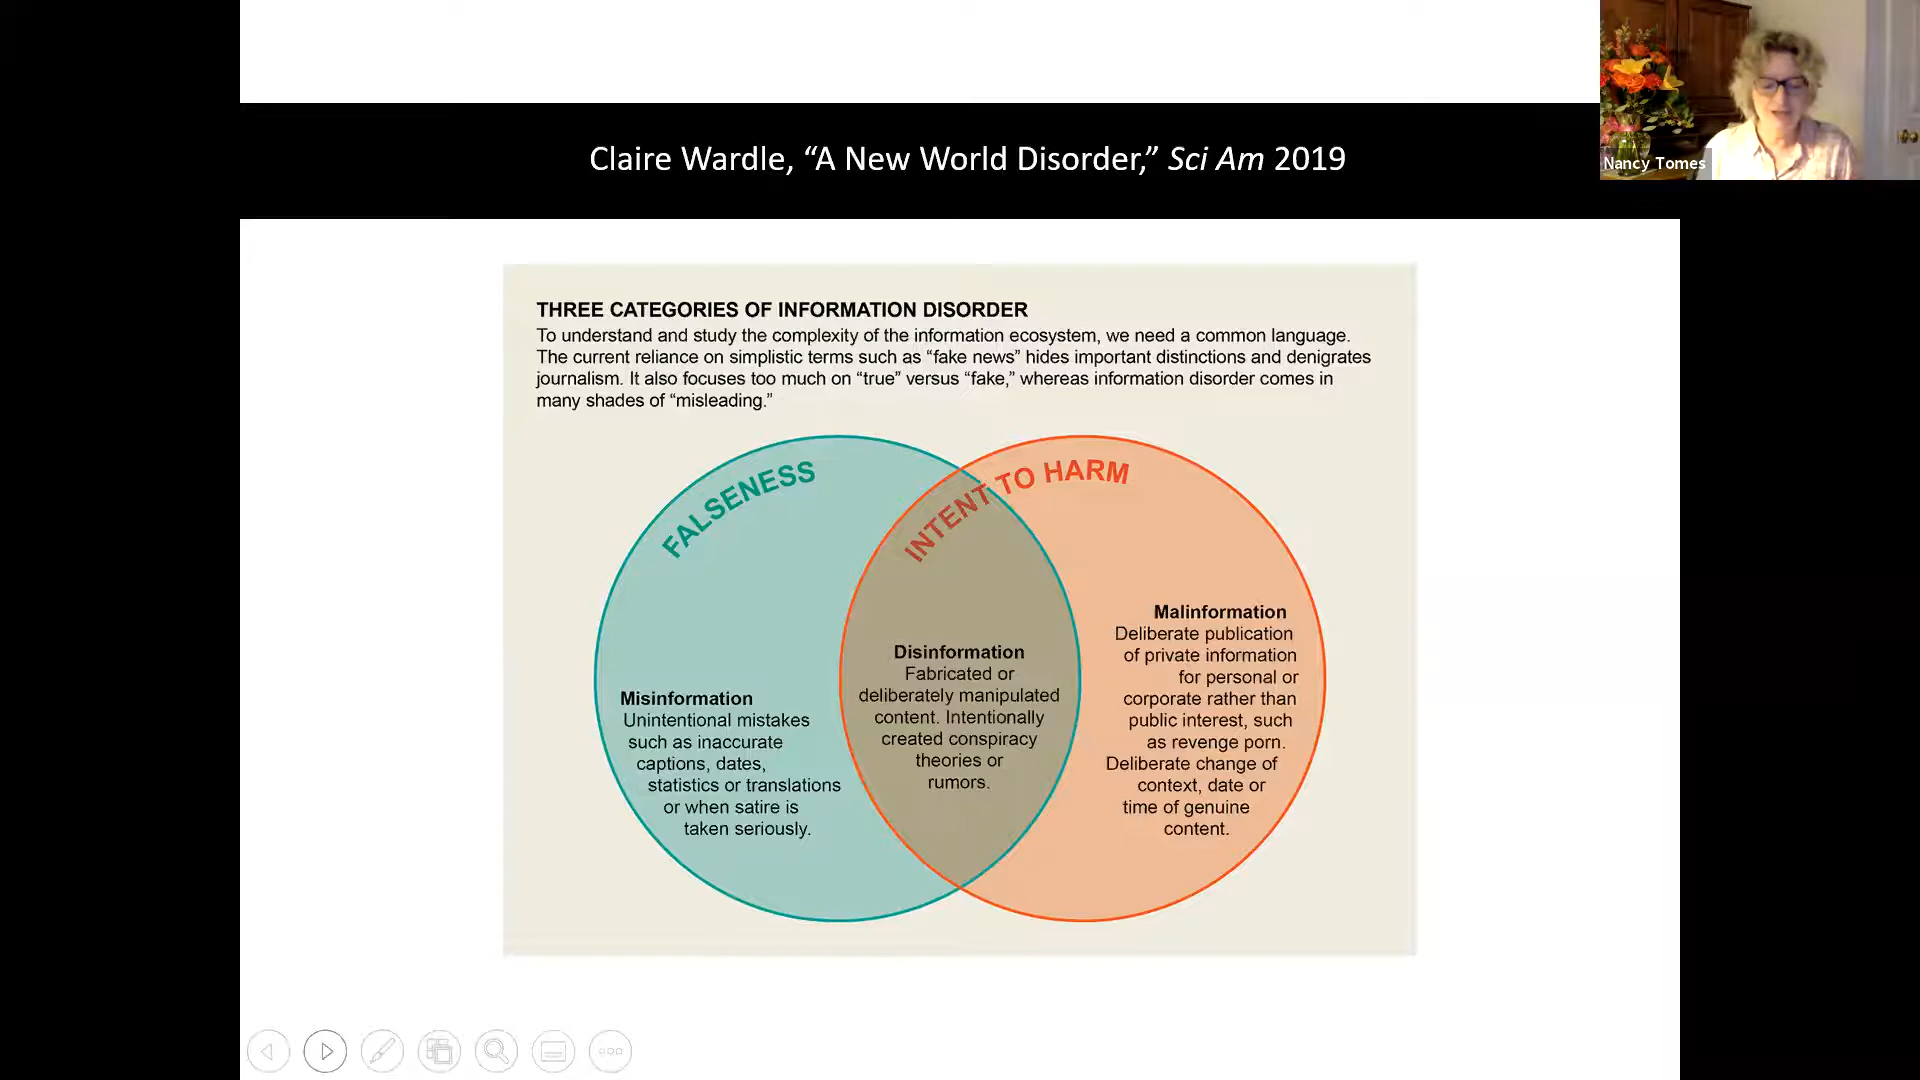 Claire Wardle, “A New World Disorder,” Sci Am 2019
Nancy Tomes
THREE CATEGORIES OF INFORMATION DISORDER
To understand and study the complexity of the information ecosystem, we need a common language.
The current reliance on simplistic terms such as “fake news” hides important distinctions and denigrates
journalism. It also focuses too much on “true” versus “fake,” whereas information disorder comes in
many shades of “misleading.”
FALSENESS
INTENT TO HARM
Misinformation
Unintentional mistakes
such as inaccurate
captions, dates,
statistics or translations
or when satire is
taken seriously.
Disinformation
Fabricated or
deliberately manipulated
content. Intentionally
created conspiracy
theories or
rumors.
Malinformation
Deliberate publication
of private information
for personal or
corporate rather than
public interest, such
as revenge porn.
Deliberate change of
context, date or
time of genuine
content.